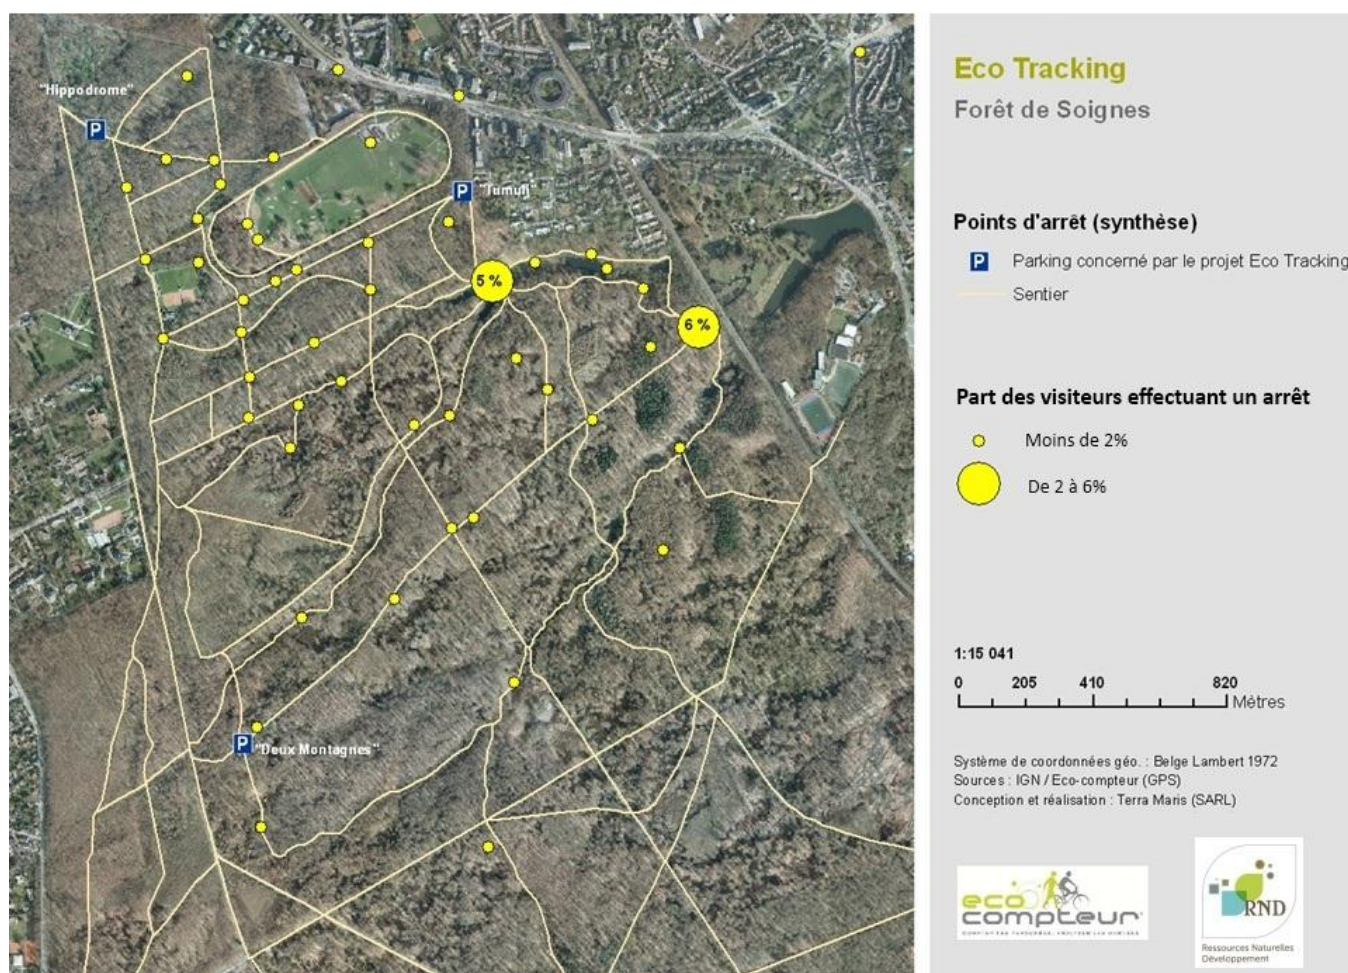 "Hippodrome"
"Tumuli"
5 %
6 %
"Deux Montagnes"
Eco Tracking
Forêt de Soignes
Points d'arrêt (synthèse)
P Parking concerné par le projet Eco Tracking
Sentier
Part des visiteurs effectuant un arrêt
Moins de 2%
De 2 à 6%
1:15 041
0 205 410 820
Mètres
Système de coordonnées géo. : Belge Lambert 1972
Sources : IGN / Eco-compteur (GPS)
Conception et réalisation : Terra Maris (SARL)
eco
compteur
RND
Ressources Naturelles
Développement